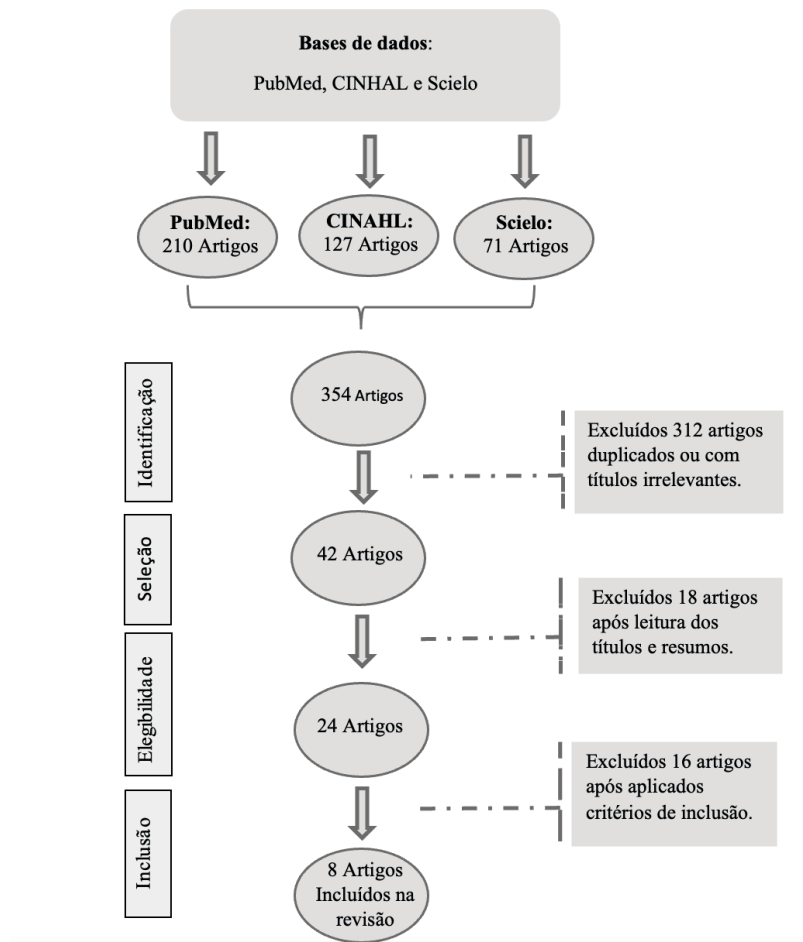 Bases de dados:
PubMed, CINHAL e Scielo
PubMed:
210 Artigos
CINAHL:
127 Artigos
Scielo:
71 Artigos
Identificação
354 Artigos
Excluídos 312 artigos
duplicados ou com
títulos irrelevantes.
Seleção
42 Artigos
Excluídos 18 artigos
após leitura dos
títulos e resumos.
Elegibilidade
24 Artigos
Excluídos 16 artigos
após aplicados
critérios de inclusão.
Inclusão
8 Artigos
Incluídos na
revisão